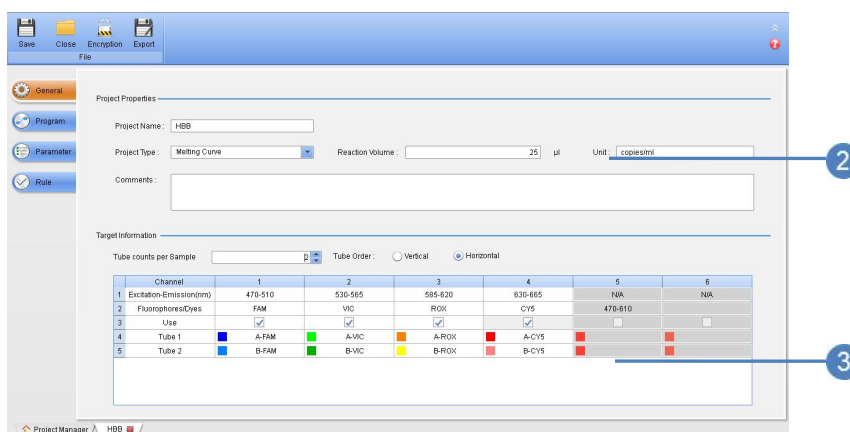 Save Close Encryption Export
File
General
Program
Parameter
Rule
Project Properties
Project Name : HBB
Project Type : Melting Curve Reaction Volume : 25 µl Unit : copies/ml
2
Comments :
Target Information
Tube counts per Sample 2 Tube Order : Vertical Horizontal
Channel 1 2 3 4 5 6
1 Excitation-Emission(nm) 470-510 530-565 585-620 630-665 N/A N/A
2 Fluorophores/Dyes FAM VIC ROX CY5 470-610
3 Use
4 Tube 1 A-FAM A-VIC A-ROX A-CY5
5 Tube 2 B-FAM B-VIC B-ROX B-CY5
3
Project Manager HBB